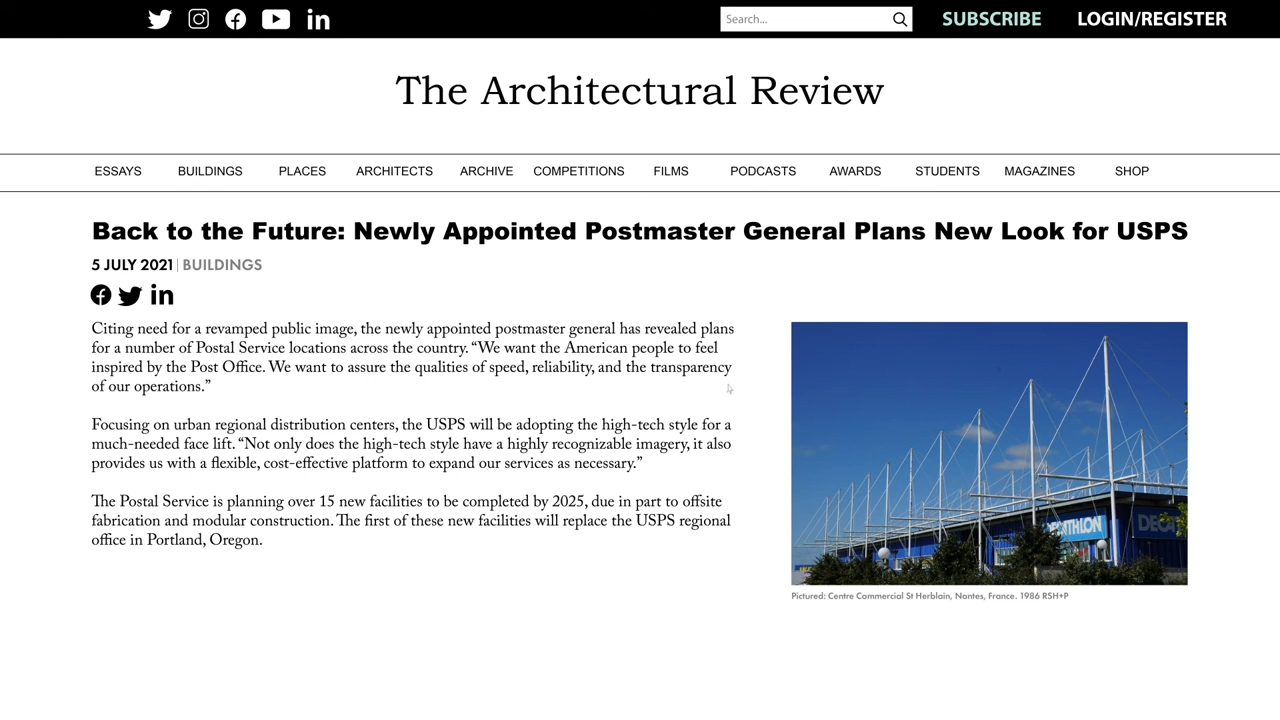 Search...
SUBSCRIBE
LOGIN/REGISTER
The Architectural Review
ESSAYS BUILDINGS PLACES ARCHITECTS ARCHIVE COMPETITIONS FILMS PODCASTS AWARDS STUDENTS MAGAZINES SHOP
Back to the Future: Newly Appointed Postmaster General Plans New Look for USPS
5 JULY 2021 | BUILDINGS
Citing need for a revamped public image, the newly appointed postmaster general has revealed plans
for a number of Postal Service locations across the country. “We want the American people to feel
inspired by the Post Office. We want to assure the qualities of speed, reliability, and the transparency
of our operations.”
Focusing on urban regional distribution centers, the USPS will be adopting the high-tech style for a
much-needed face lift. “Not only does the high-tech style have a highly recognizable imagery, it also
provides us with a flexible, cost-effective platform to expand our services as necessary.”
The Postal Service is planning over 15 new facilities to be completed by 2025, due in part to offsite
fabrication and modular construction. The first of these new facilities will replace the USPS regional
office in Portland, Oregon.
DECATHLON
DECAT
Pictured: Centre Commercial St Herblain, Nantes, France. 1986 RSH+P